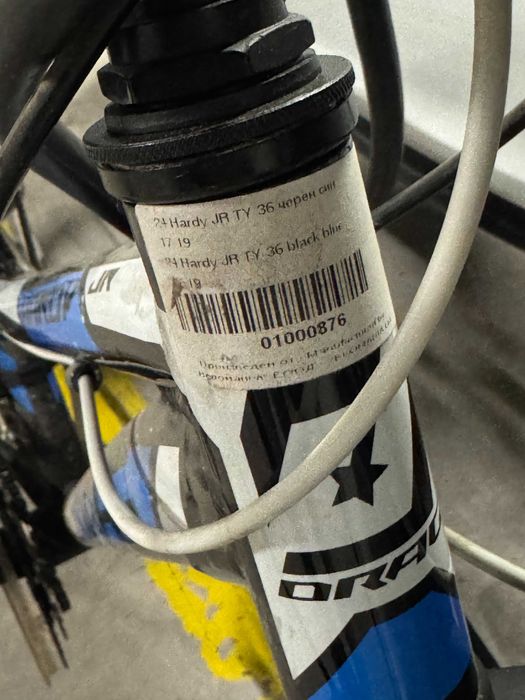 24 Hardy JR TY 36 черен син
17 19
24 Hardy JR TY 36 black blue
19
01000876
Произведен от
JR
DRAG